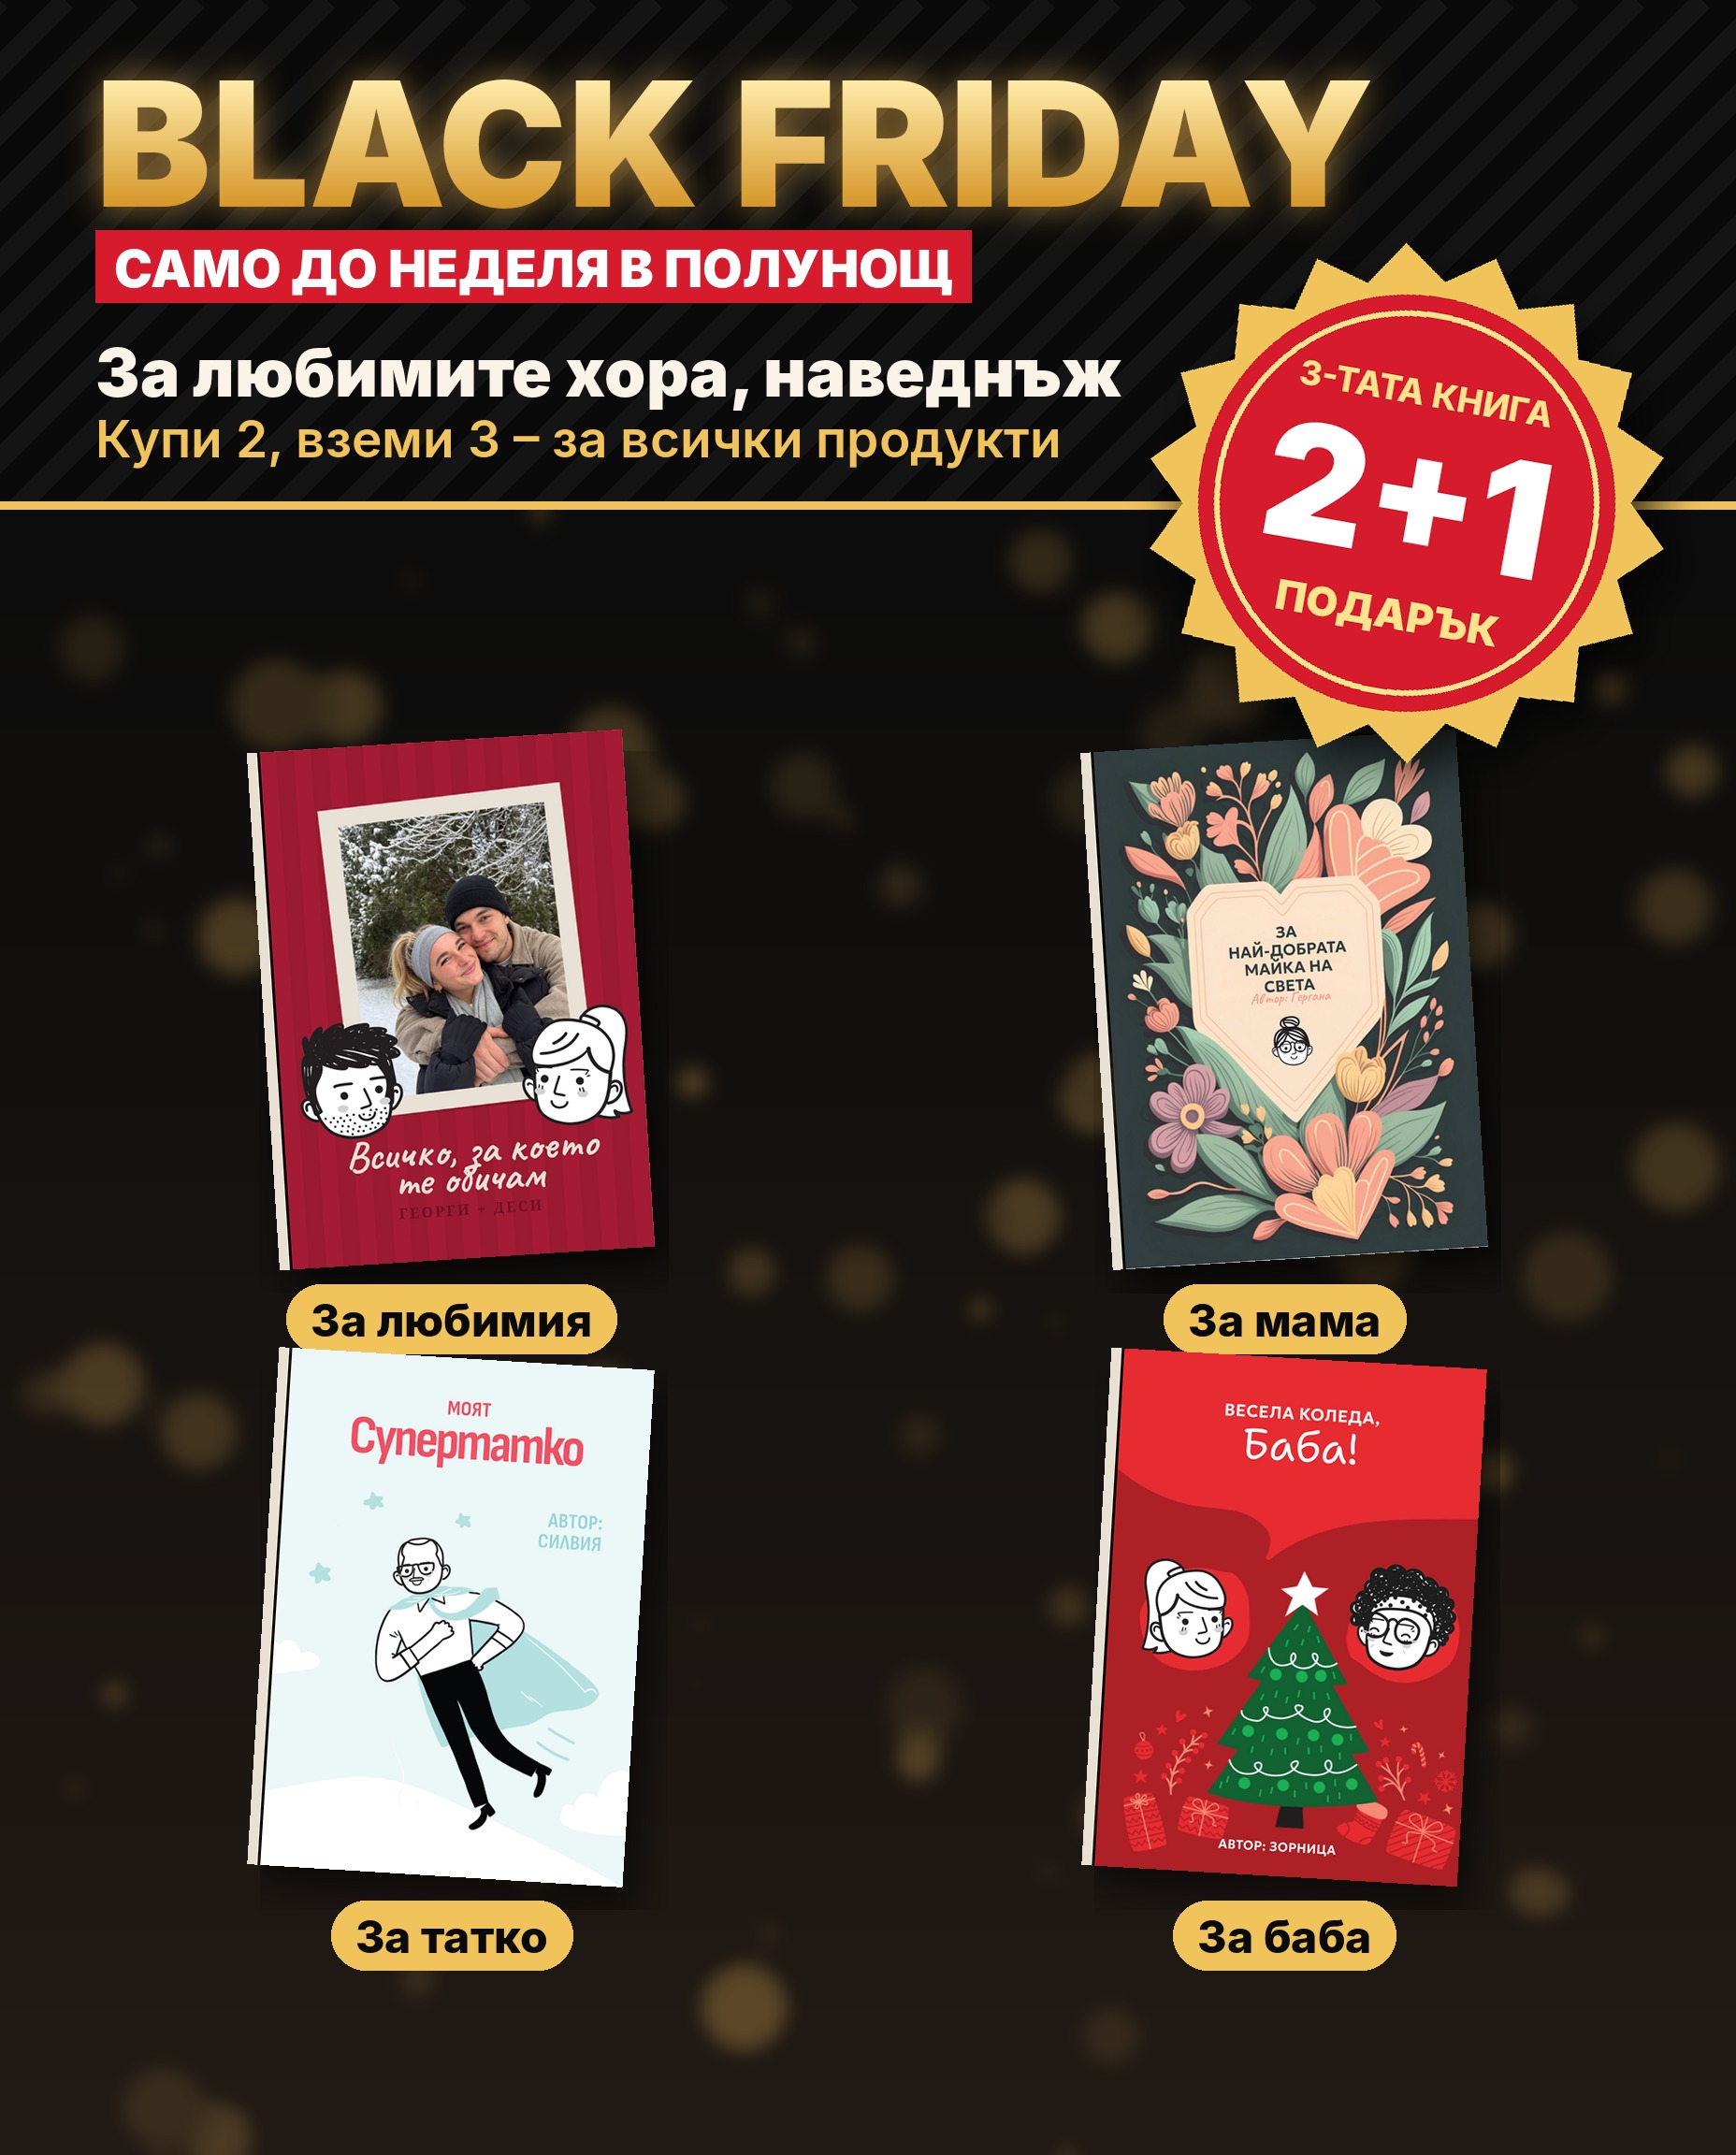 BLACK FRIDAY
САМО ДО НЕДЕЛЯ В ПОЛУНОЩ
За любимите хора, наведнъж
Купи 2, вземи 3 – за всички продукти
3-ТАТА КНИГА
2+1
ПОДАРЪК
Всичко, за което
те обичам
ГЕОРГИ + ДЕСИ
За любимия
ЗА
НАЙ-ДОБРАТА
МАЙКА НА
СВЕТА
Автор: Гергана
За мама
МОЯТ
Супертатко
АВТОР:
СИЛВИЯ
За татко
ВЕСЕЛА КОЛЕДА,
Баба!
АВТОР: ЗОРНИЦА
За баба